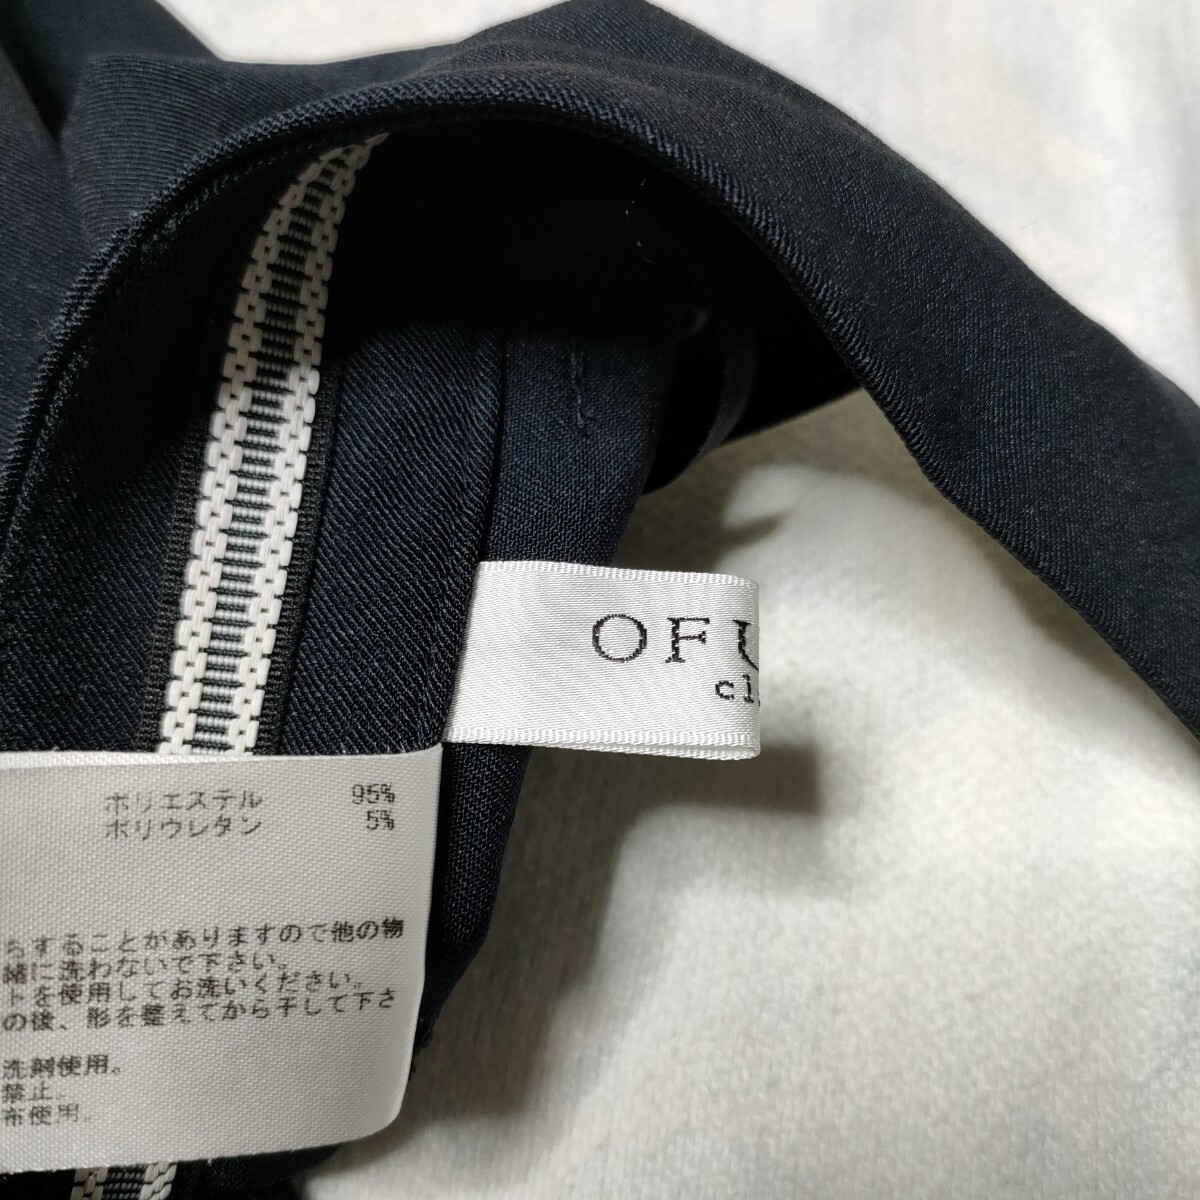 OFU
cl
ポリエステル 95%
ポリウレタン 5%
ちすることがありますので他の物
緒に洗わないで下さい。
トを使用してお洗いください。
の後、形を整えてから干して下さ
洗剤使用。
禁止。
布使用。